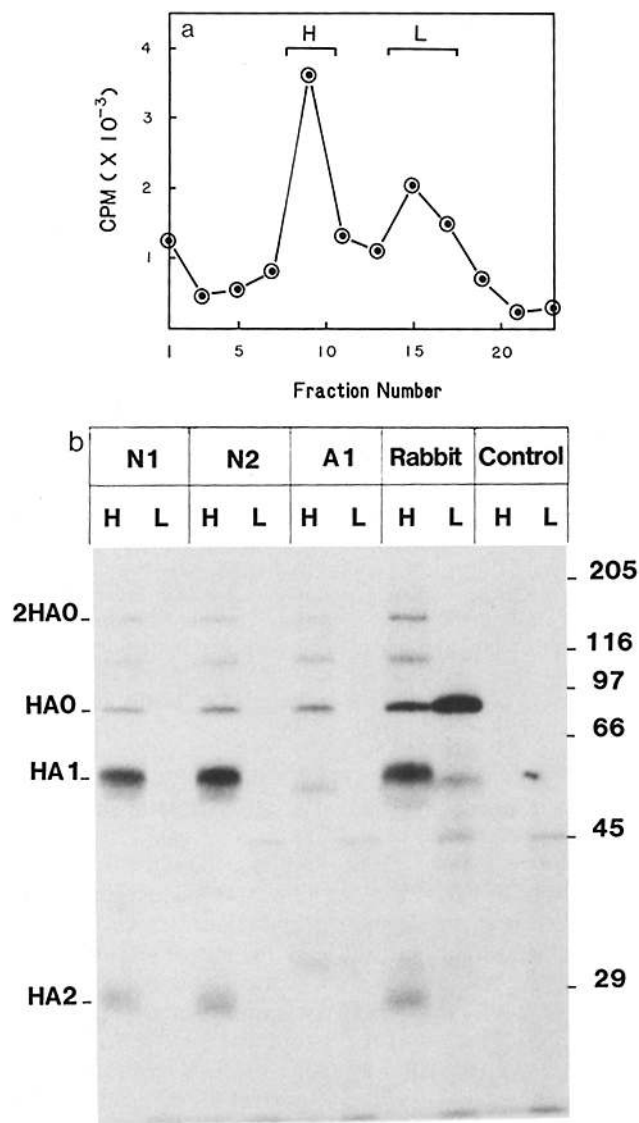 a
H L
4
3
2
1
CPM (X 10⁻³)
1 5 10 15 20
Fraction Number
b
N1 N2 A1 Rabbit Control
H L H L H L H L H L
205
2HA0
116
97
HA0
66
HA1
45
29
HA2